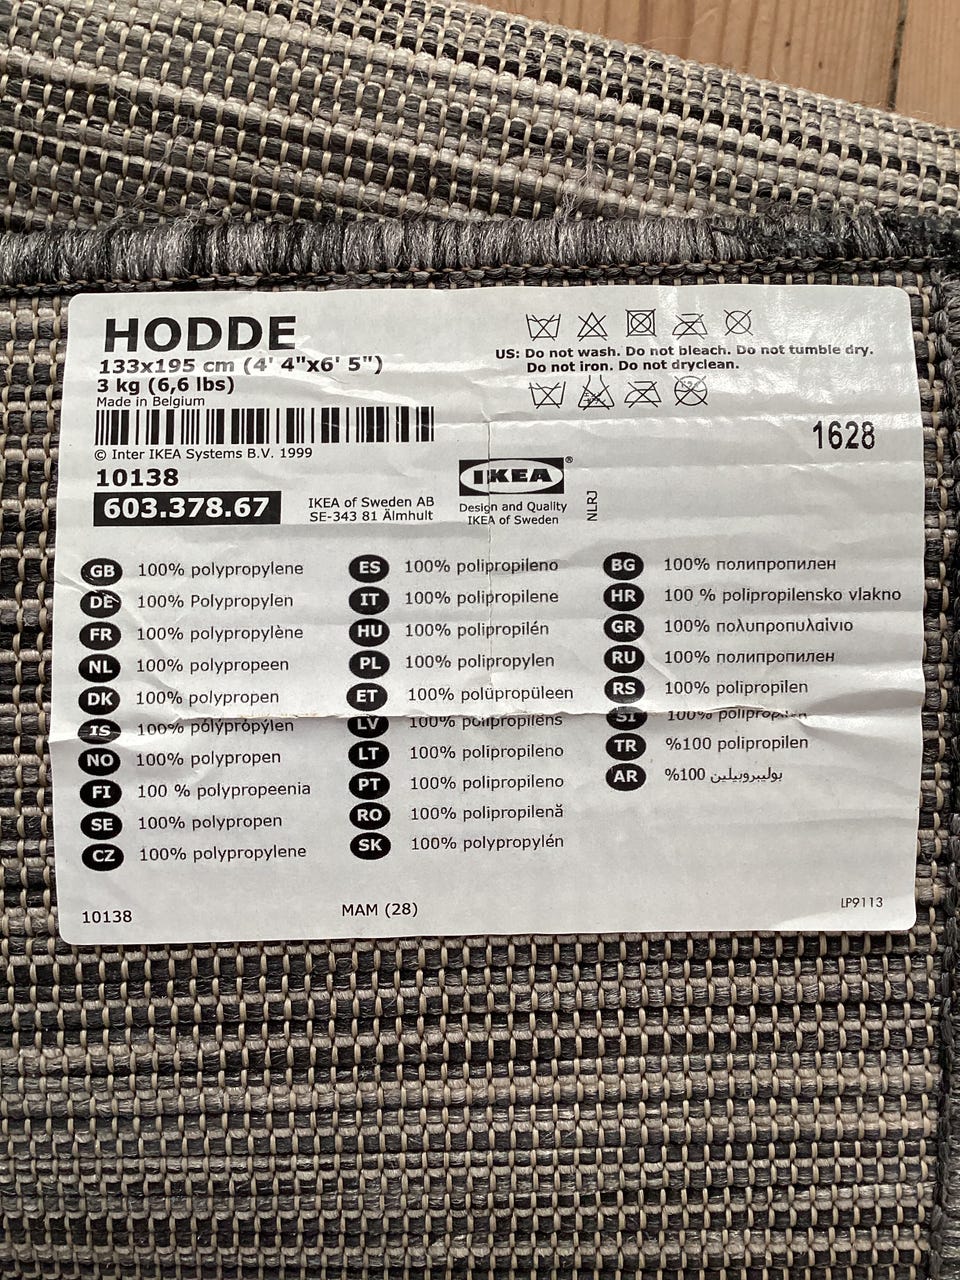 HODDE
133x195 cm (4' 4"x6' 5")
3 kg (6,6 lbs)
Made in Belgium
© Inter IKEA Systems B.V. 1999
10138
603.378.67
IKEA of Sweden AB
SE-343 81 Älmhult
US: Do not wash. Do not bleach. Do not tumble dry.
Do not iron. Do not dryclean.
1628
IKEA®
Design and Quality
IKEA of Sweden
NLRJ
GB 100% polypropylene
DE 100% Polypropylen
FR 100% polypropylène
NL 100% polypropeen
DK 100% polypropen
IS 100% pólýprópýlen
NO 100% polypropen
FI 100 % polypropeenia
SE 100% polypropen
CZ 100% polypropylene
ES 100% polipropileno
IT 100% polipropilene
HU 100% polipropilén
PL 100% polipropylen
ET 100% polüpropüleen
LV 100% polipropilēns
LT 100% polipropileno
PT 100% polipropileno
RO 100% polipropilenă
SK 100% polypropylén
BG 100% полипропилен
HR 100 % polipropilensko vlakno
GR 100% πολυπροπυλαίνιο
RU 100% полипропилен
RS 100% polipropilen
SI 100% polipropilen
TR %100 polipropilen
AR %100 بوليبروبيلين
10138
MAM (28)
LP9113